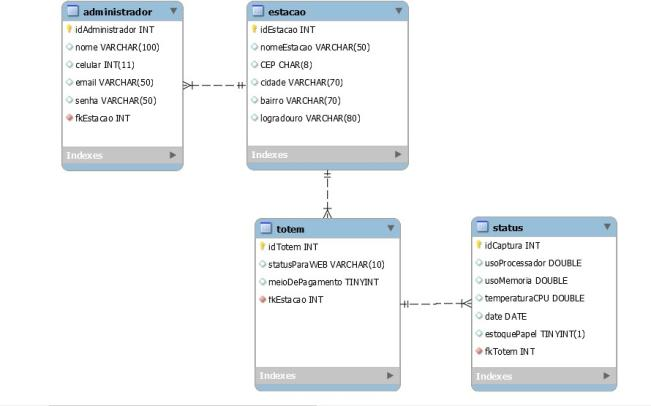 administrador
idAdministrador INT
nome VARCHAR(100)
celular INT(11)
email VARCHAR(50)
senha VARCHAR(50)
fkEstacao INT
Indexes
estacao
idEstacao INT
nomeEstacao VARCHAR(50)
CEP CHAR(8)
cidade VARCHAR(70)
bairro VARCHAR(70)
logradouro VARCHAR(80)
Indexes
totem
idTotem INT
statusParaWEB VARCHAR(10)
meioDePagamento TINYINT
fkEstacao INT
Indexes
status
idCaptura INT
usoProcessador DOUBLE
usoMemoria DOUBLE
temperaturaCPU DOUBLE
date DATE
estoquePapel TINYINT(1)
fkTotem INT
Indexes